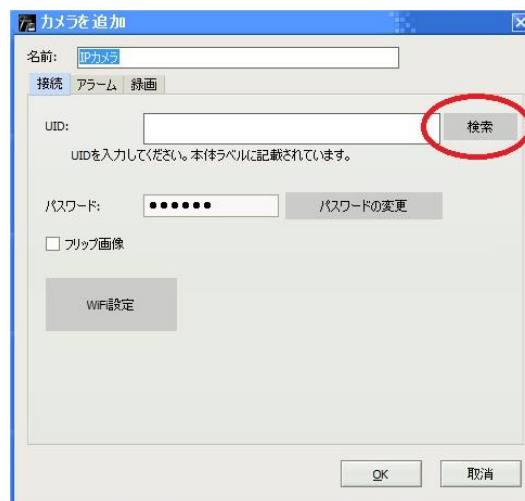 カメラを追加
名前: IPカメラ
接続 アラーム 録画
UID: 検索
UIDを入力してください。本体ラベルに記載されています。
パスワード: ●●●●●● パスワードの変更
フリップ画像
WiFi設定
OK 取消